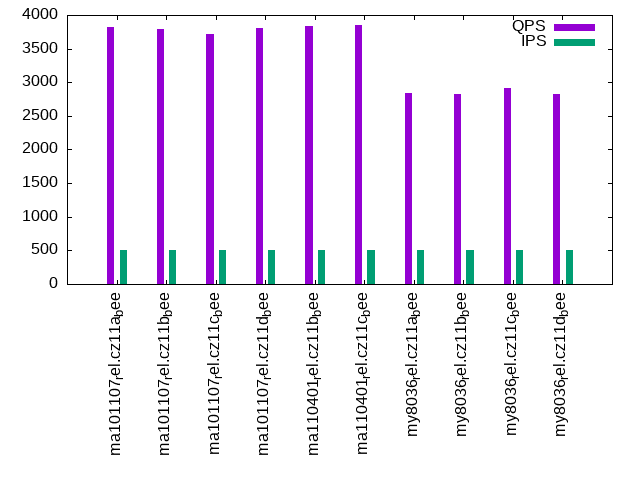 4000
3500
3000
2500
2000
1500
1000
500
0
QPS
IPS
ma101107rel.cz11abee
ma101107rel.cz11bbee
ma101107rel.cz11cbee
ma101107rel.cz11dbee
ma110401rel.cz11bbee
ma110401rel.cz11cbee
my8036rel.cz11abee
my8036rel.cz11bbee
my8036rel.cz11cbee
my8036rel.cz11dbee